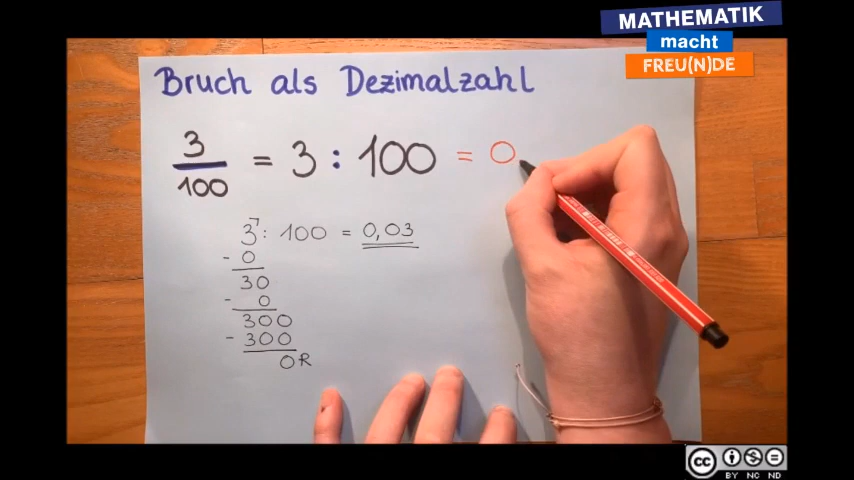 MATHEMATIK
macht
FREU(N)DE
Bruch als Dezimalzahl
3/100 = 3 : 100 = 0
3 : 100 = 0,03
- 0
30
- 0
300
- 300
0R
cc
BY NC ND